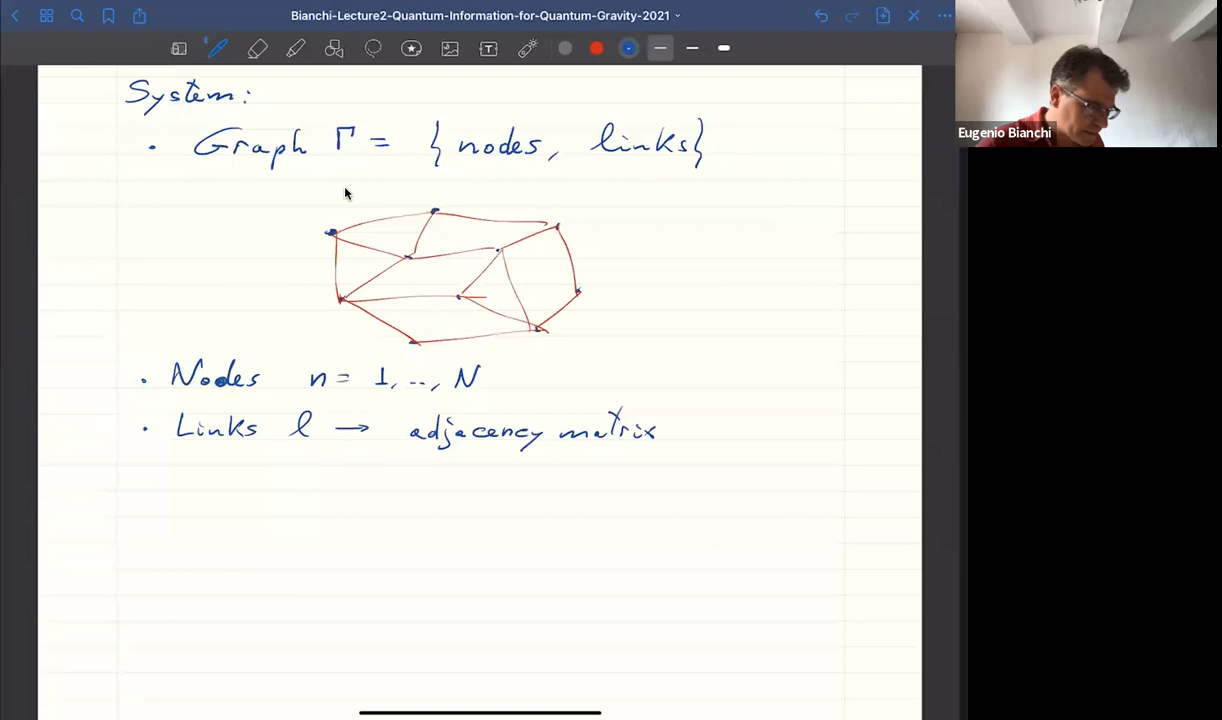 Bianchi-Lecture2-Quantum-Information-for-Quantum-Gravity-2021
System:
· Graph Γ = { nodes, links}
Eugenio Bianchi
· Nodes n = 1, .., N
· Links l → adjacency matrix